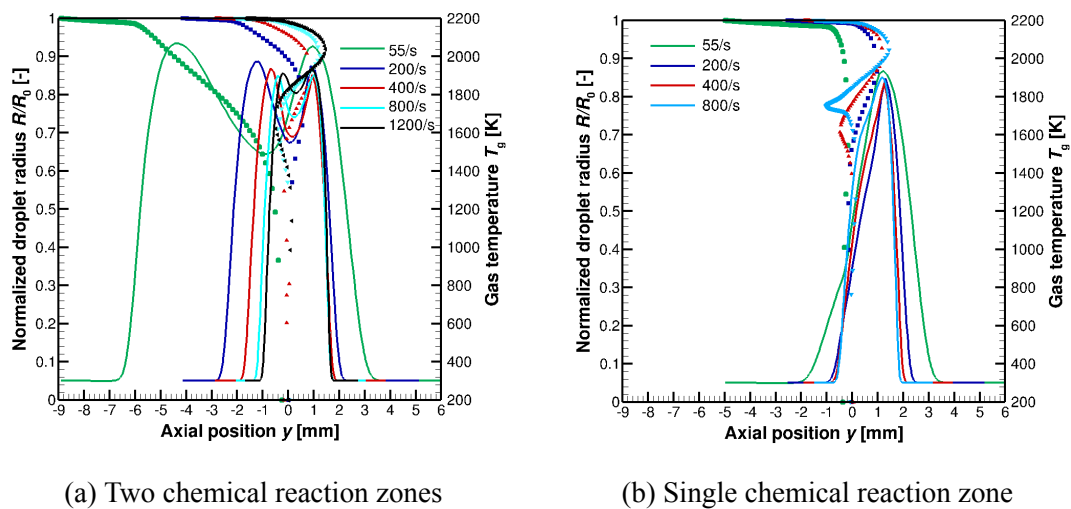 Normalized droplet radius R/R0 [-]
1
0.9
0.8
0.7
0.6
0.5
0.4
0.3
0.2
0.1
0
-9 -8 -7 -6 -5 -4 -3 -2 -1 0 1 2 3 4 5 6
Axial position y [mm]
55/s
200/s
400/s
800/s
1200/s
2200
2000
1800
1600
1400
1200
1000
800
600
400
200
Gas temperature Tg [K]
(a) Two chemical reaction zones
Normalized droplet radius R/R0 [-]
1
0.9
0.8
0.7
0.6
0.5
0.4
0.3
0.2
0.1
0
-9 -8 -7 -6 -5 -4 -3 -2 -1 0 1 2 3 4 5 6
Axial position y [mm]
55/s
200/s
400/s
800/s
2200
2000
1800
1600
1400
1200
1000
800
600
400
200
Gas temperature Tg [K]
(b) Single chemical reaction zone